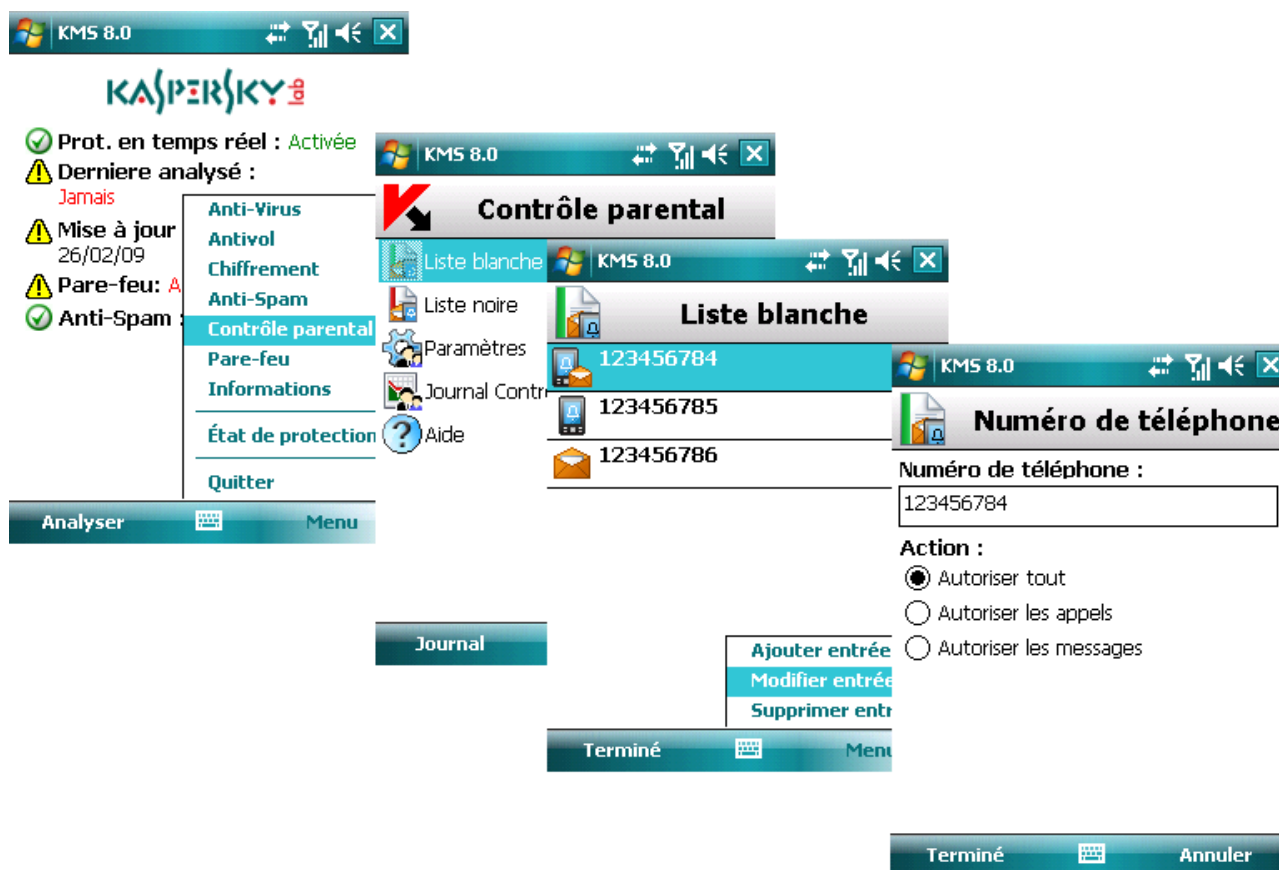 KMS 8.0
KASPERSKY lab
Prot. en temps réel : Activée
Derniere analysé :
Jamais
Mise à jour
26/02/09
Pare-feu: A
Anti-Spam :
Anti-Virus
Antivol
Chiffrement
Anti-Spam
Contrôle parental
Pare-feu
Informations
État de protection
Quitter
Analyser
Menu
KMS 8.0
Contrôle parental
Liste blanche
Liste noire
Paramètres
Journal Contr
Aide
Journal
KMS 8.0
Liste blanche
123456784
123456785
123456786
Ajouter entrée
Modifier entrée
Supprimer entr
Terminé
Menu
KMS 8.0
Numéro de téléphone
Numéro de téléphone :
123456784
Action :
Autoriser tout
Autoriser les appels
Autoriser les messages
Terminé
Annuler